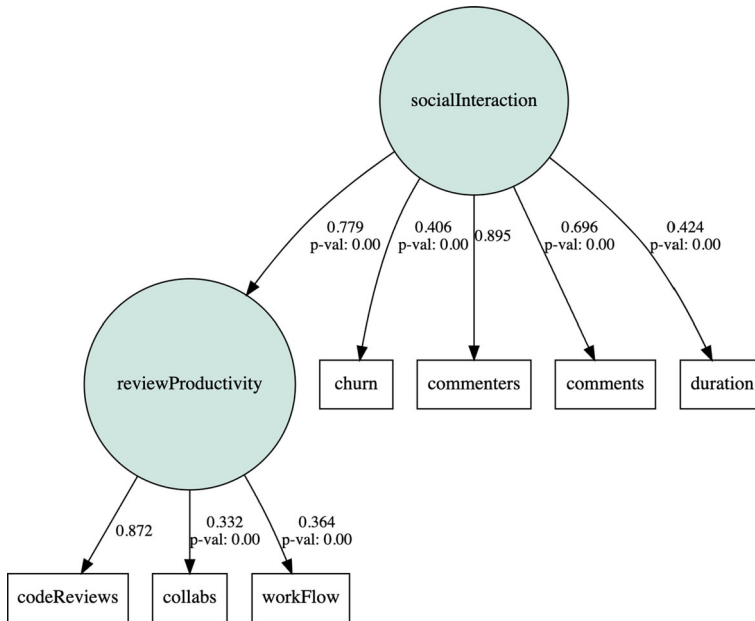 socialInteraction
0.779
p-val: 0.00
0.406
p-val: 0.00
0.895
0.696
p-val: 0.00
0.424
p-val: 0.00
reviewProductivity
churn
commenters
comments
duration
0.872
0.332
p-val: 0.00
0.364
p-val: 0.00
codeReviews
collabs
workFlow